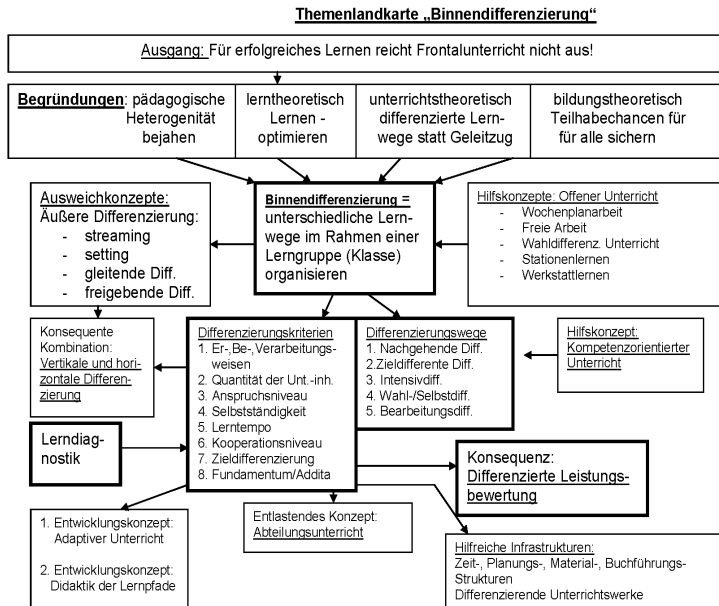 Themenlandkarte „Binnendifferenzierung“
Ausgang: Für erfolgreiches Lernen reicht Frontalunterricht nicht aus!
Begründungen: pädagogische
Heterogenität
bejahen
lerntheoretisch
Lernen -
optimieren
unterrichtstheoretisch
differenzierte Lern-
wege statt Geleitzug
bildungstheoretisch
Teilhabechancen für
für alle sichern
Ausweichkonzepte:
Äußere Differenzierung:
- streaming
- setting
- gleitende Diff.
- freigebende Diff.
Binnendifferenzierung =
unterschiedliche Lern-
wege im Rahmen einer
Lerngruppe (Klasse)
organisieren
Hilfskonzepte: Offener Unterricht
- Wochenplanarbeit
- Freie Arbeit
- Wahldifferenz. Unterricht
- Stationenlernen
- Werkstattlernen
Konsequente
Kombination:
Vertikale und hori-
zontale Differen-
zierung
Differenzierungskriterien
1. Er-,Be-,Verarbeitungs-
weisen
2. Quantität der Unt.-inh.
3. Anspruchsniveau
4. Selbstständigkeit
5. Lerntempo
6. Kooperationsniveau
7. Zieldifferenzierung
8. Fundamentum/Addita
Differenzierungswege
1. Nachgehende Diff.
2.Zieldifferente Diff.
3. Intensivdiff.
4. Wahl-/Selbstdiff.
5. Bearbeitungsdiff.
Hilfskonzept:
Kompetenzorientierter
Unterricht
Lerndiag-
nostik
Konsequenz:
Differenzierte Leistungs-
bewertung
1. Entwicklungskonzept:
Adaptiver Unterricht
2. Entwicklungskonzept:
Didaktik der Lernpfade
Entlastendes Konzept:
Abteilungsunterricht
Hilfreiche Infrastrukturen:
Zeit-, Planungs-, Material-, Buchführungs-
Strukturen
Differenzierende Unterrichtswerke